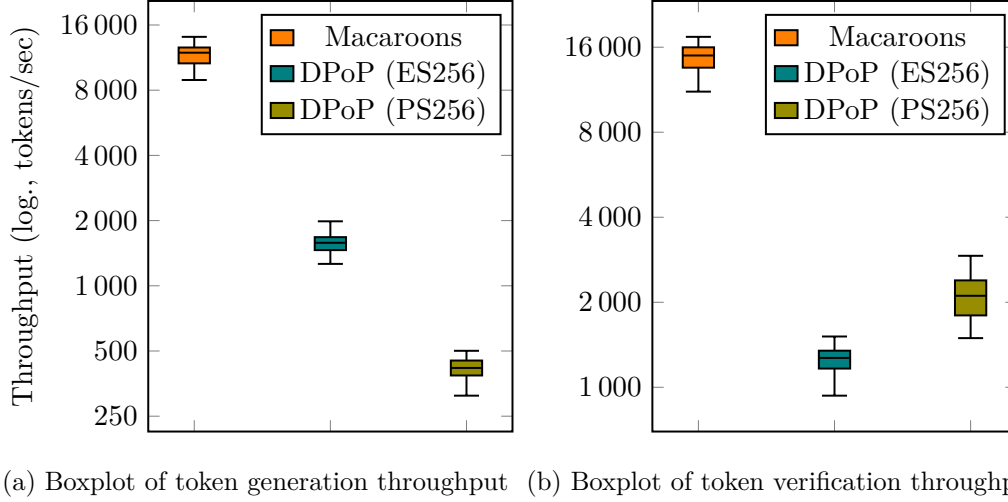 Throughput (log., tokens/sec)
16 000
8 000
4 000
2 000
1 000
500
250
Macaroons
DPoP (ES256)
DPoP (PS256)
(a) Boxplot of token generation throughput
16 000
8 000
4 000
2 000
1 000
Macaroons
DPoP (ES256)
DPoP (PS256)
(b) Boxplot of token verification through